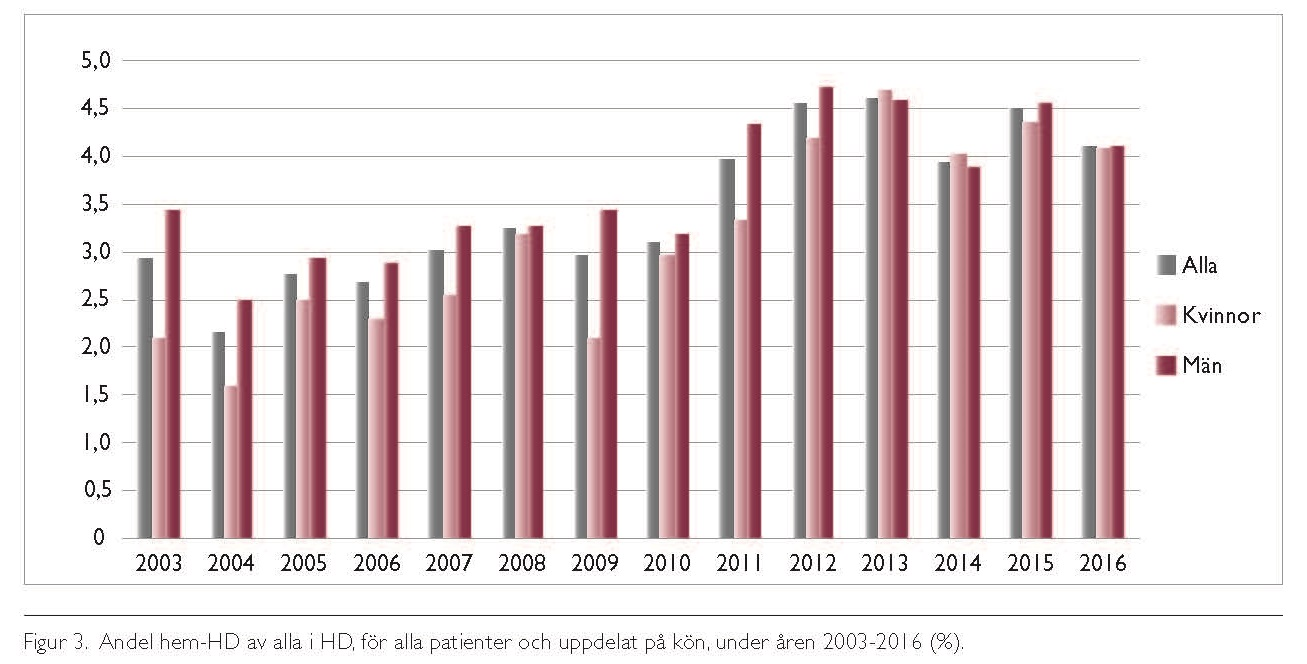 5,0
4,5
4,0
3,5
3,0
2,5
2,0
1,5
1,0
0,5
0
2003 2004 2005 2006 2007 2008 2009 2010 2011 2012 2013 2014 2015 2016
Alla
Kvinnor
Män
Figur 3. Andel hem-HD av alla i HD, för alla patienter och uppdelat på kön, under åren 2003-2016 (%).